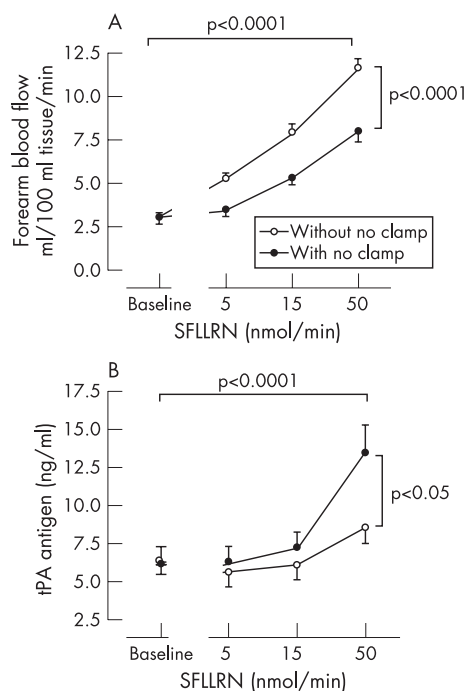 A
p<0.0001
12.5
10.0
7.5
5.0
2.5
0.0
Forearm blood flow
ml/100 ml tissue/min
p<0.0001
Without no clamp
With no clamp
Baseline 5 15 50
SFLLRN (nmol/min)
B
p<0.0001
17.5
15.0
12.5
10.0
7.5
5.0
2.5
tPA antigen (ng/ml)
p<0.05
Baseline 5 15 50
SFLLRN (nmol/min)